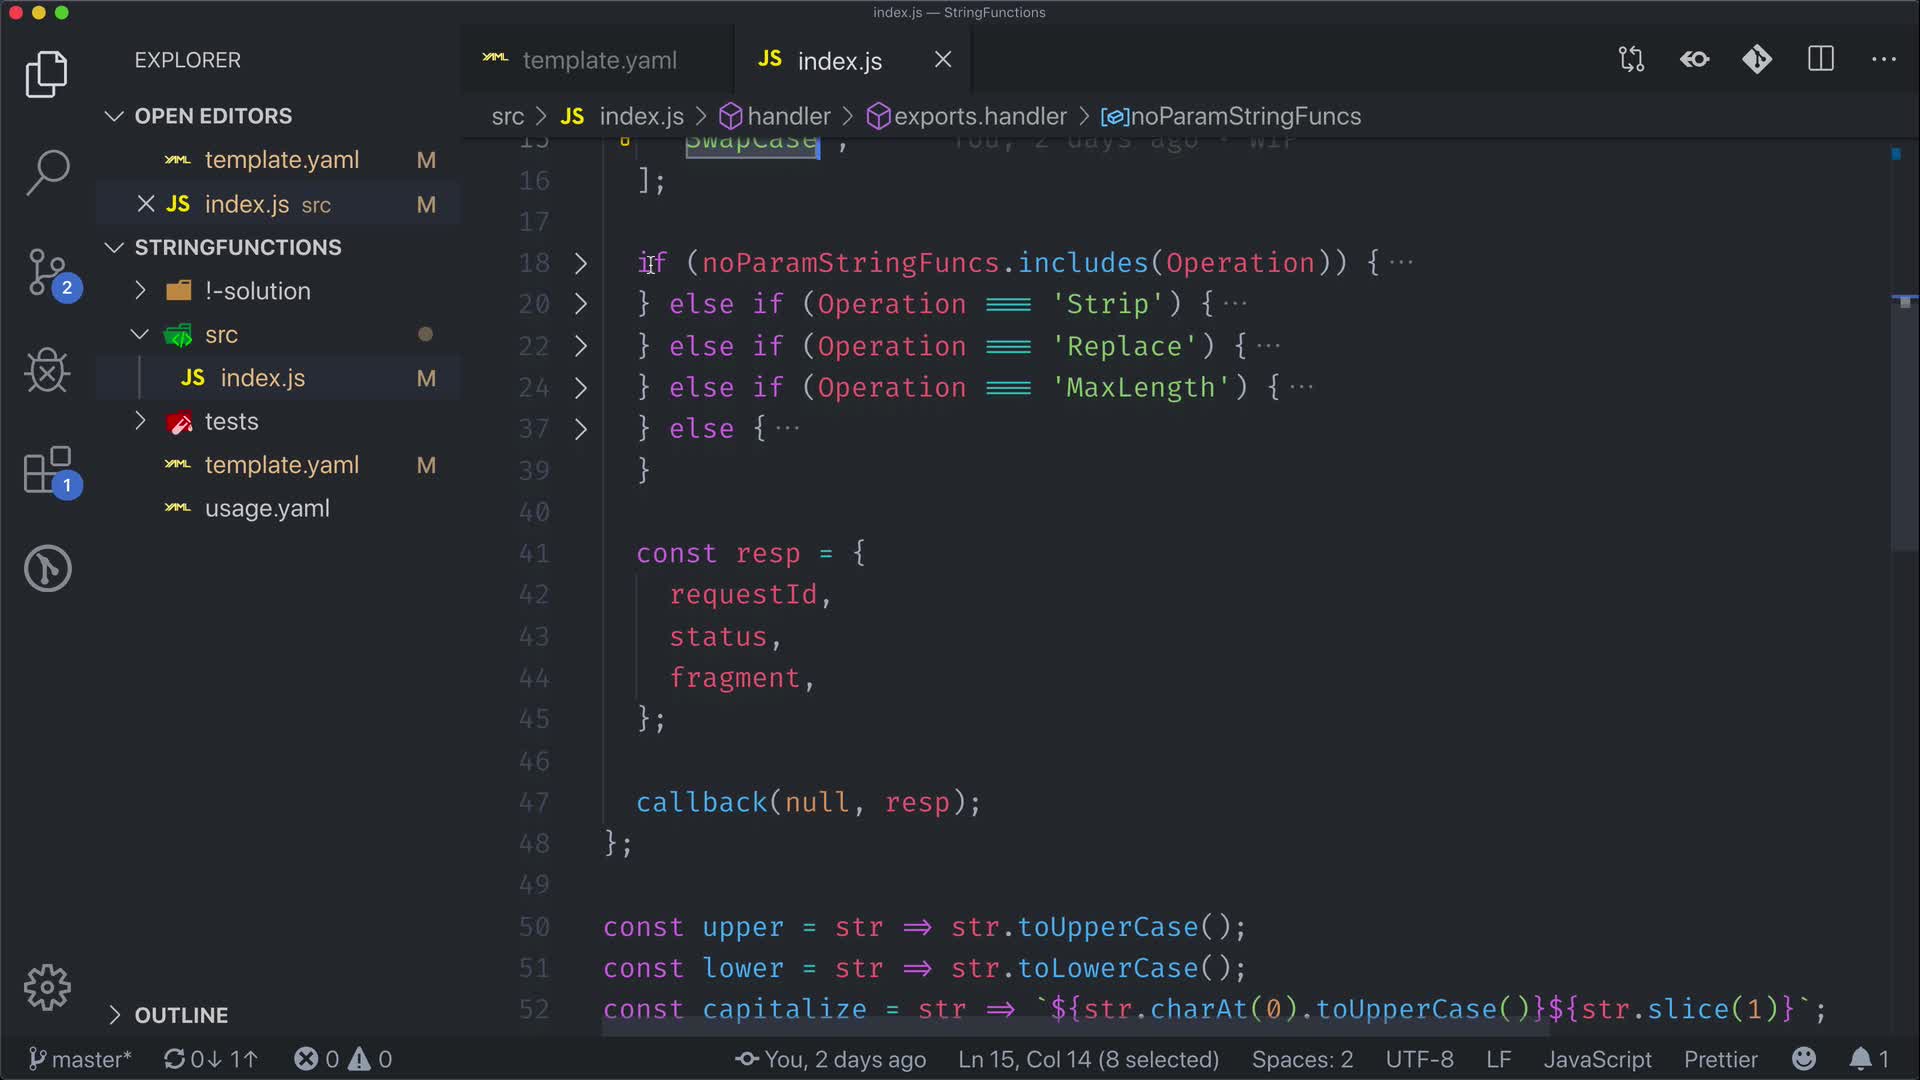 index.js — StringFunctions
EXPLORER
OPEN EDITORS
template.yaml M
JS index.js src M
STRINGFUNCTIONS
!-solution
src
JS index.js M
tests
template.yaml M
usage.yaml
OUTLINE
2
1
template.yaml
JS index.js
src > JS index.js > handler > exports.handler > noParamStringFuncs
15 SwapCase', You, 2 days ago • WIP
16 ];
17
18 if (noParamStringFuncs.includes(Operation)) {···
20 } else if (Operation === 'Strip') {···
22 } else if (Operation === 'Replace') {···
24 } else if (Operation === 'MaxLength') {···
37 } else {···
39 }
40
41 const resp = {
42 requestId,
43 status,
44 fragment,
45 };
46
47 callback(null, resp);
48 };
49
50 const upper = str => str.toUpperCase();
51 const lower = str => str.toLowerCase();
52 const capitalize = str => `${str.charAt(0).toUpperCase()}${str.slice(1)}`;
master* 0↓ 1↑ 0 0 You, 2 days ago Ln 15, Col 14 (8 selected) Spaces: 2 UTF-8 LF JavaScript Prettier 1